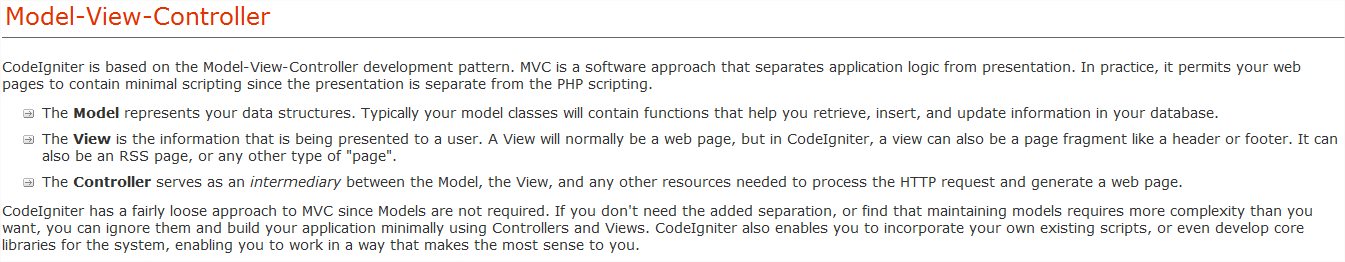 Model-View-Controller
CodeIgniter is based on the Model-View-Controller development pattern. MVC is a software approach that separates application logic from presentation. In practice, it permits your web
pages to contain minimal scripting since the presentation is separate from the PHP scripting.
The Model represents your data structures. Typically your model classes will contain functions that help you retrieve, insert, and update information in your database.
The View is the information that is being presented to a user. A View will normally be a web page, but in CodeIgniter, a view can also be a page fragment like a header or footer. It can
also be an RSS page, or any other type of "page".
The Controller serves as an intermediary between the Model, the View, and any other resources needed to process the HTTP request and generate a web page.
CodeIgniter has a fairly loose approach to MVC since Models are not required. If you don't need the added separation, or find that maintaining models requires more complexity than you
want, you can ignore them and build your application minimally using Controllers and Views. CodeIgniter also enables you to incorporate your own existing scripts, or even develop core
libraries for the system, enabling you to work in a way that makes the most sense to you.